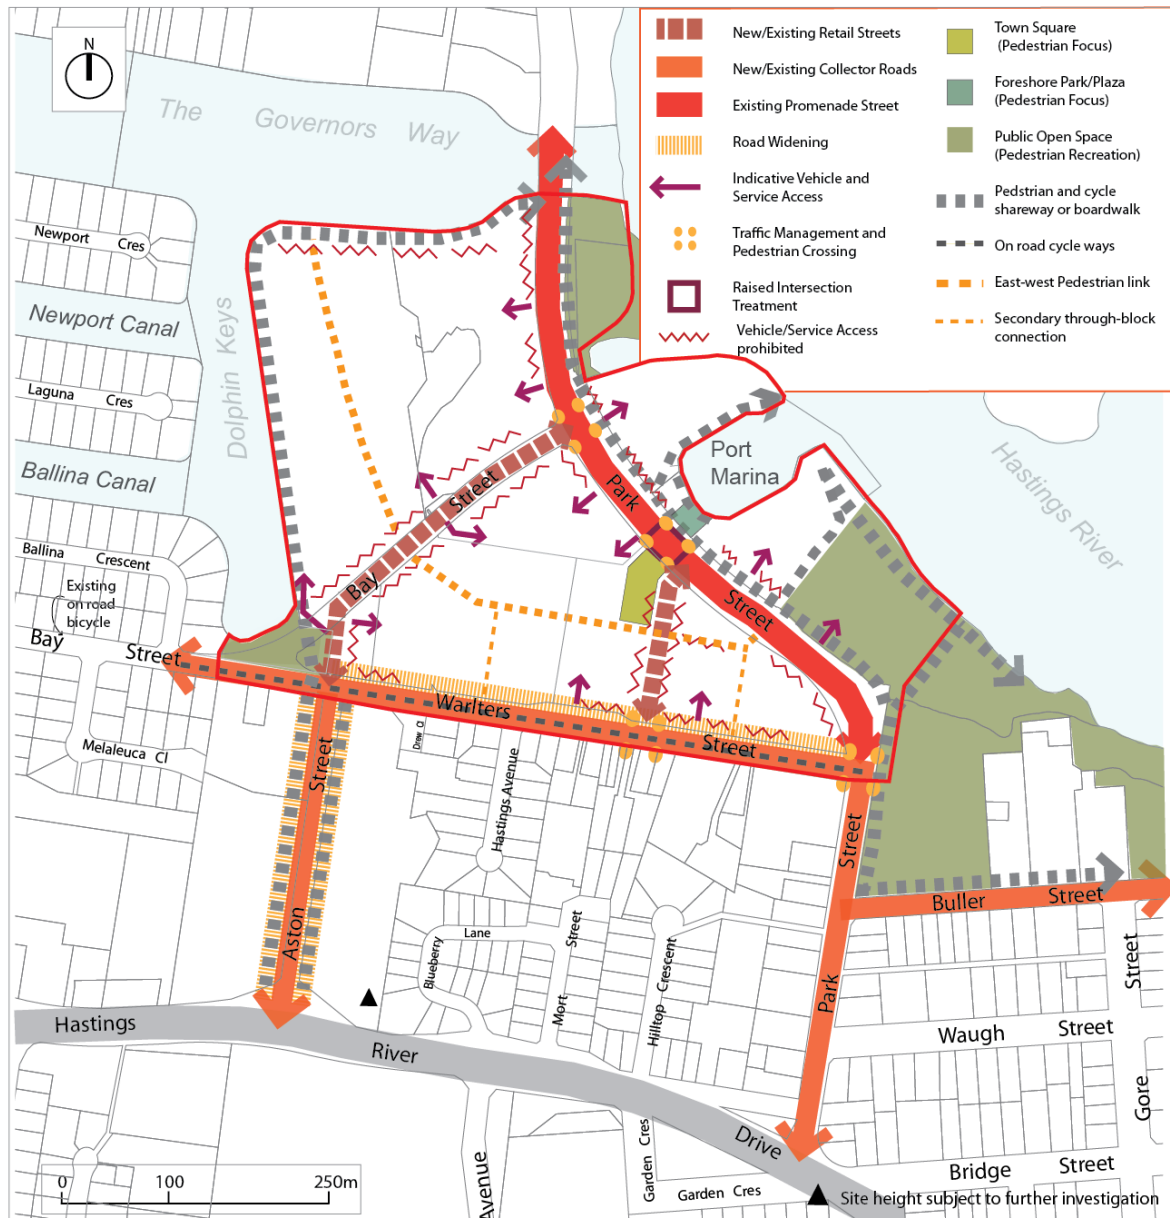 N
The Governors Way
New/Existing Retail Streets
New/Existing Collector Roads
Existing Promenade Street
Road Widening
Indicative Vehicle and
Service Access
Traffic Management and
Pedestrian Crossing
Raised Intersection
Treatment
Vehicle/Service Access
prohibited
Town Square
(Pedestrian Focus)
Foreshore Park/Plaza
(Pedestrian Focus)
Public Open Space
(Pedestrian Recreation)
Pedstrian and cycle
shareway or boardwalk
On road cycle ways
East-west Pedestrian link
Secondary through-block
connection
Newport Cres
Newport Canal
Dolphin Keys
Laguna Cres
Ballina Canal
Port
Marina
Hastings River
Park
Street
Bay
Street
Ballina
Crescent
Existing
on road
bicycle
Bay
Street
Street
Warlters
Street
Melaleuca Cl
Street
Aston
Drew a
Hastings Avenue
Street
Park
Buller Street
Blueberry
Lane
Street
Mort
Hilltop Crescent
Street
Gore
Waugh Street
Hastings
River
Drive
Bridge Street
Avenue
Garden Cres
Garden Cres
0 100 250m
Site height subject to further investigation